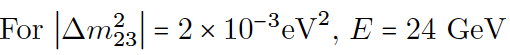 For |Δm²₂₃| = 2 × 10⁻³eV², E = 24 GeV